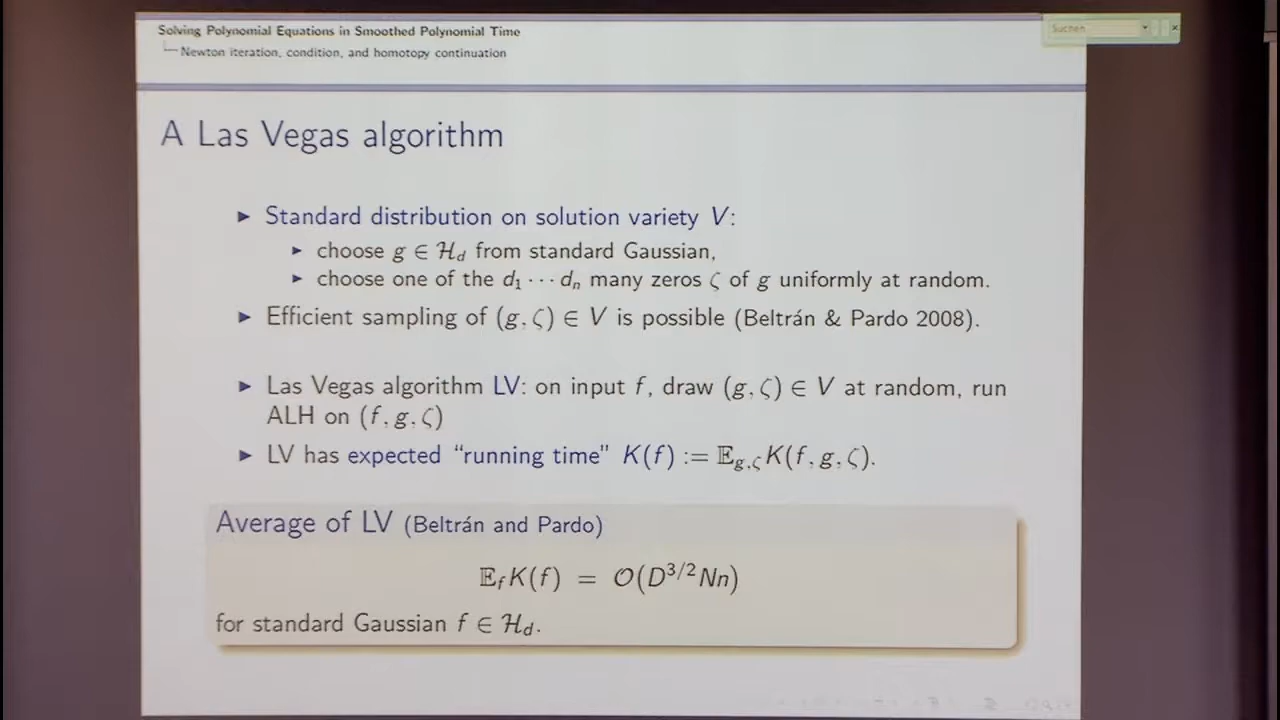 Solving Polynomial Equations in Smoothed Polynomial Time
Newton iteration, condition, and homotopy continuation
Suchen
A Las Vegas algorithm
► Standard distribution on solution variety V:
► choose g ∈ ℋ_d from standard Gaussian,
► choose one of the d₁ ⋯ dₙ many zeros ζ of g uniformly at random.
► Efficient sampling of (g, ζ) ∈ V is possible (Beltrán & Pardo 2008).
► Las Vegas algorithm LV: on input f, draw (g, ζ) ∈ V at random, run
ALH on (f, g, ζ)
► LV has expected "running time" K(f) := 𝔼_{g,ζ}K(f, g, ζ).
Average of LV (Beltrán and Pardo)
𝔼_f K(f) = 𝒪(D^{3/2}Nn)
for standard Gaussian f ∈ ℋ_d.